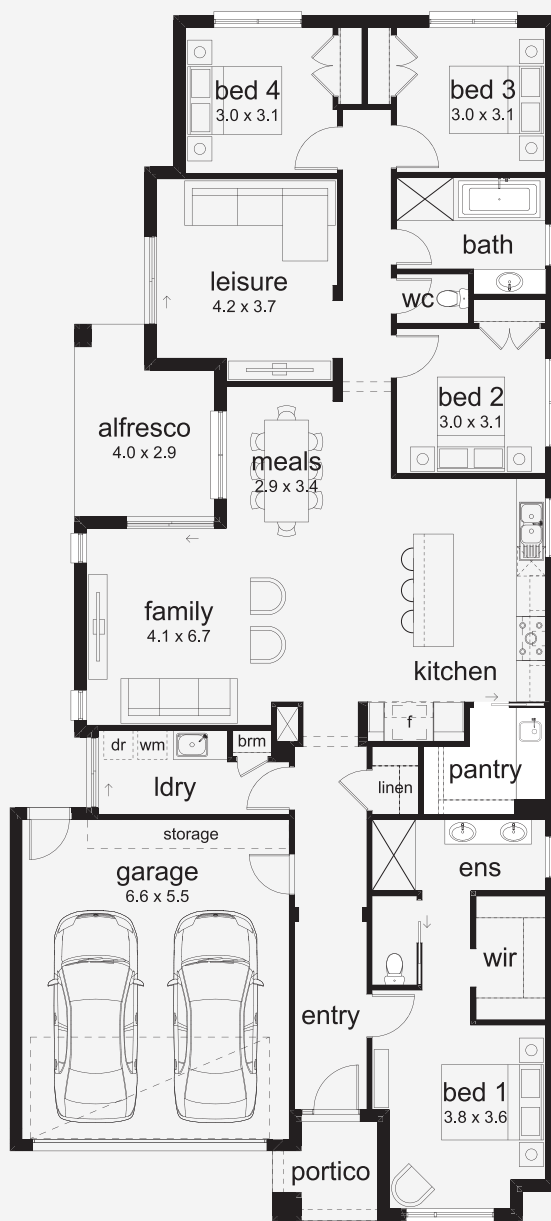 bed 4
3.0 x 3.1
bed 3
3.0 x 3.1
bath
leisure
4.2 x 3.7
wc
bed 2
3.0 x 3.1
alfresco
4.0 x 2.9
meals
2.9 x 3.4
family
4.1 x 6.7
kitchen
f
dr
wm
brm
ldry
linen
pantry
storage
garage
6.6 x 5.5
ens
wir
entry
bed 1
3.8 x 3.6
portico